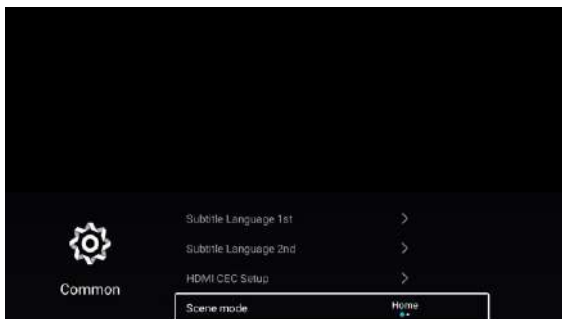 Subtitle Language 1st
Subtitle Language 2nd
HDMI CEC Setup
Common
Scene mode Home